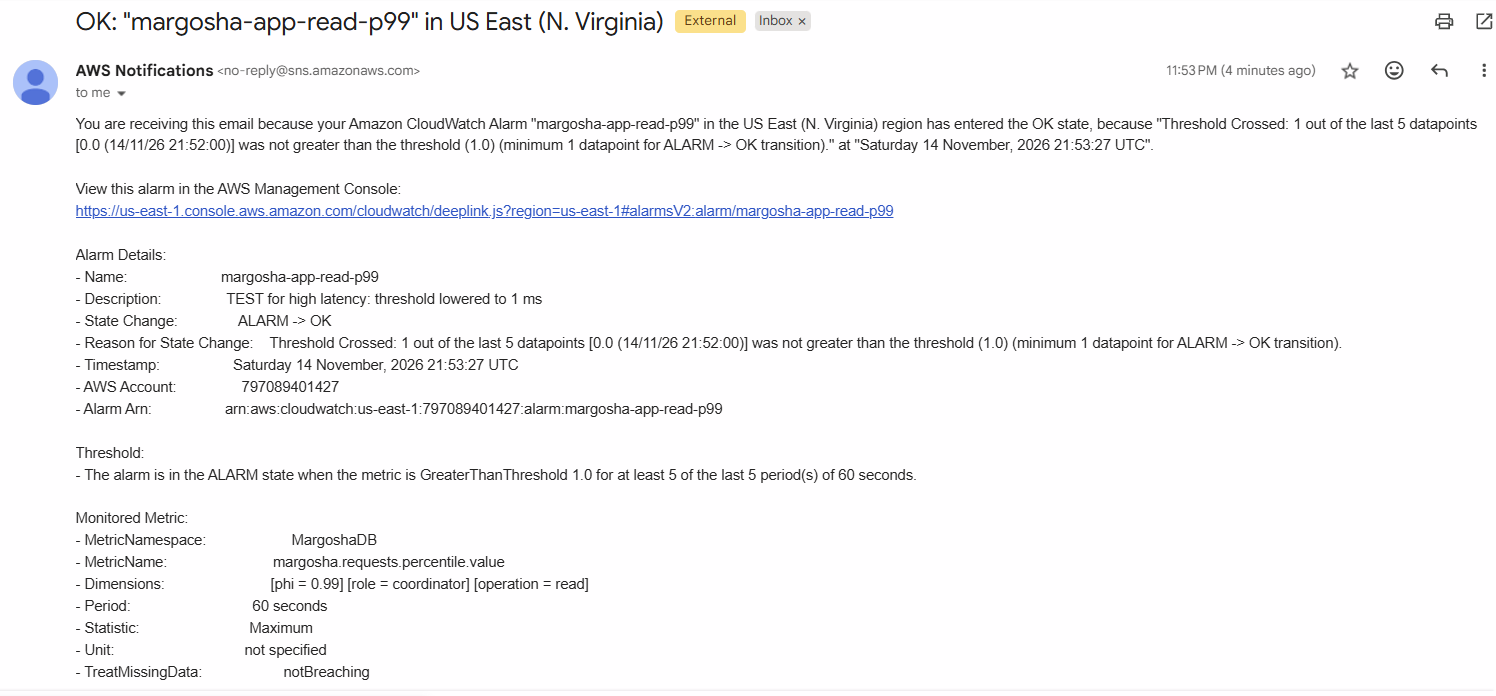 OK: "margosha-app-read-p99" in US East (N. Virginia) External Inbox ×
AWS Notifications <no-reply@sns.amazonaws.com> 11:53 PM (4 minutes ago)
to me
You are receiving this email because your Amazon CloudWatch Alarm "margosha-app-read-p99" in the US East (N. Virginia) region has entered the OK state, because "Threshold Crossed: 1 out of the last 5 datapoints
[0.0 (14/11/26 21:52:00)] was not greater than the threshold (1.0) (minimum 1 datapoint for ALARM -> OK transition)." at "Saturday 14 November, 2026 21:53:27 UTC".
View this alarm in the AWS Management Console:
https://us-east-1.console.aws.amazon.com/cloudwatch/deeplink.js?region=us-east-1#alarmsV2:alarm/margosha-app-read-p99
Alarm Details:
- Name: margosha-app-read-p99
- Description: TEST for high latency: threshold lowered to 1 ms
- State Change: ALARM -> OK
- Reason for State Change: Threshold Crossed: 1 out of the last 5 datapoints [0.0 (14/11/26 21:52:00)] was not greater than the threshold (1.0) (minimum 1 datapoint for ALARM -> OK transition).
- Timestamp: Saturday 14 November, 2026 21:53:27 UTC
- AWS Account: 797089401427
- Alarm Arn: arn:aws:cloudwatch:us-east-1:797089401427:alarm:margosha-app-read-p99
Threshold:
- The alarm is in the ALARM state when the metric is GreaterThanThreshold 1.0 for at least 5 of the last 5 period(s) of 60 seconds.
Monitored Metric:
- MetricNamespace: MargoshaDB
- MetricName: margosha.requests.percentile.value
- Dimensions: [phi = 0.99] [role = coordinator] [operation = read]
- Period: 60 seconds
- Statistic: Maximum
- Unit: not specified
- TreatMissingData: notBreaching